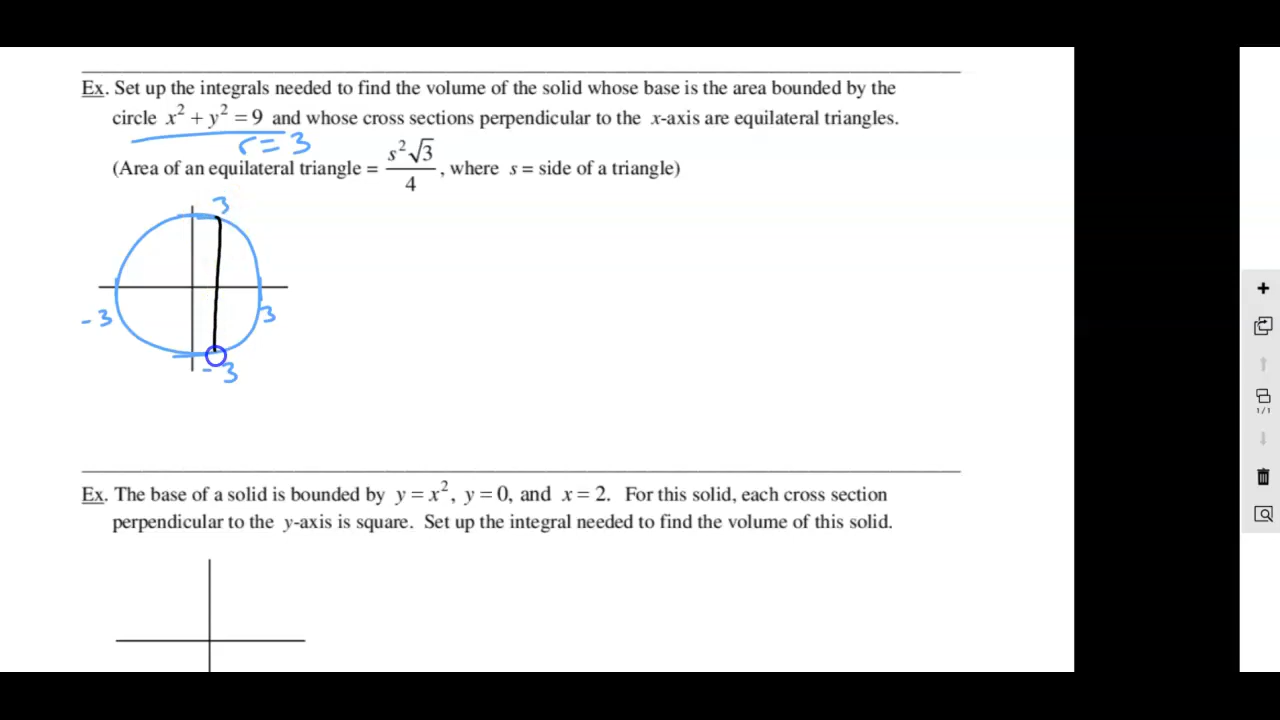 Ex. Set up the integrals needed to find the volume of the solid whose base is the area bounded by the
circle x² + y² = 9 and whose cross sections perpendicular to the x-axis are equilateral triangles.
r = 3
(Area of an equilateral triangle = s²√3/4, where s = side of a triangle)
3
-3
3
-3
Ex. The base of a solid is bounded by y = x², y = 0, and x = 2. For this solid, each cross section
perpendicular to the y-axis is square. Set up the integral needed to find the volume of this solid.
1/1